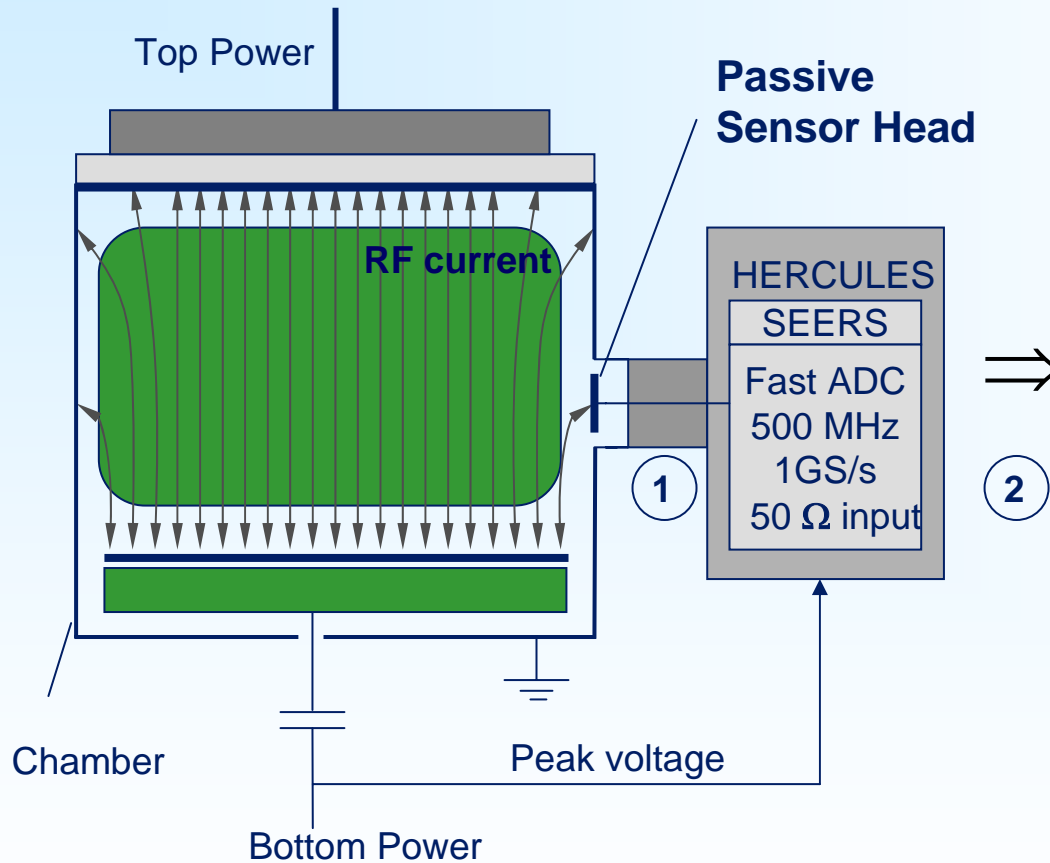 Top Power
Passive
Sensor Head
RF current
HERCULES
SEERS
Fast ADC
500 MHz
1GS/s
50 Ω input
⇒
1
2
Chamber
Peak voltage
Bottom Power